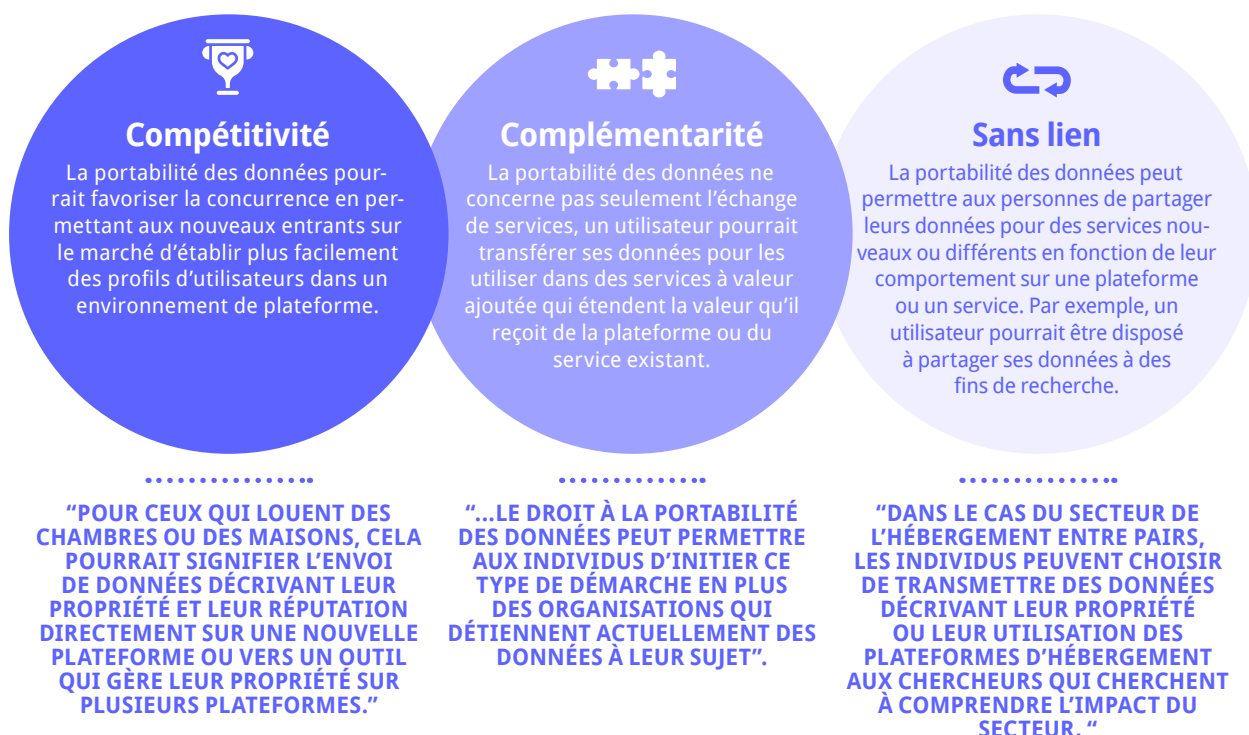 Compétitivité
La portabilité des données pour-
rait favoriser la concurrence en per-
mettant aux nouveaux entrants sur
le marché d’établir plus facilement
des profils d’utilisateurs dans un
environnement de plateforme.
Complémentarité
La portabilité des données ne
concerne pas seulement l’échange
de services, un utilisateur pourrait
transférer ses données pour les
utiliser dans des services à valeur
ajoutée qui étendent la valeur qu’il
reçoit de la plateforme ou du
service existant.
Sans lien
La portabilité des données peut
permettre aux personnes de partager
leurs données pour des services nou-
veaux ou différents en fonction de leur
comportement sur une plateforme
ou un service. Par exemple, un
utilisateur pourrait être disposé
à partager ses données à des
fins de recherche.
“POUR CEUX QUI LOUENT DES
CHAMBRES OU DES MAISONS, CELA
POURRAIT SIGNIFIER L’ENVOI
DE DONNÉES DÉCRIVANT LEUR
PROPRIÉTÉ ET LEUR RÉPUTATION
DIRECTEMENT SUR UNE NOUVELLE
PLATEFORME OU VERS UN OUTIL
QUI GÈRE LEUR PROPRIÉTÉ SUR
PLUSIEURS PLATEFORMES.”
“...LE DROIT À LA PORTABILITÉ
DES DONNÉES PEUT PERMETTRE
AUX INDIVIDUS D’INITIER CE
TYPE DE DÉMARCHE EN PLUS
DES ORGANISATIONS QUI
DÉTIENNENT ACTUELLEMENT DES
DONNÉES À LEUR SUJET”.
“DANS LE CAS DU SECTEUR DE
L’HÉBERGEMENT ENTRE PAIRS,
LES INDIVIDUS PEUVENT CHOISIR
DE TRANSMETTRE DES DONNÉES
DÉCRIVANT LEUR PROPRIÉTÉ
OU LEUR UTILISATION DES
PLATEFORMES D’HÉBERGEMENT
AUX CHERCHEURS QUI CHERCHENT
À COMPRENDRE L’IMPACT DU
SECTEUR. “